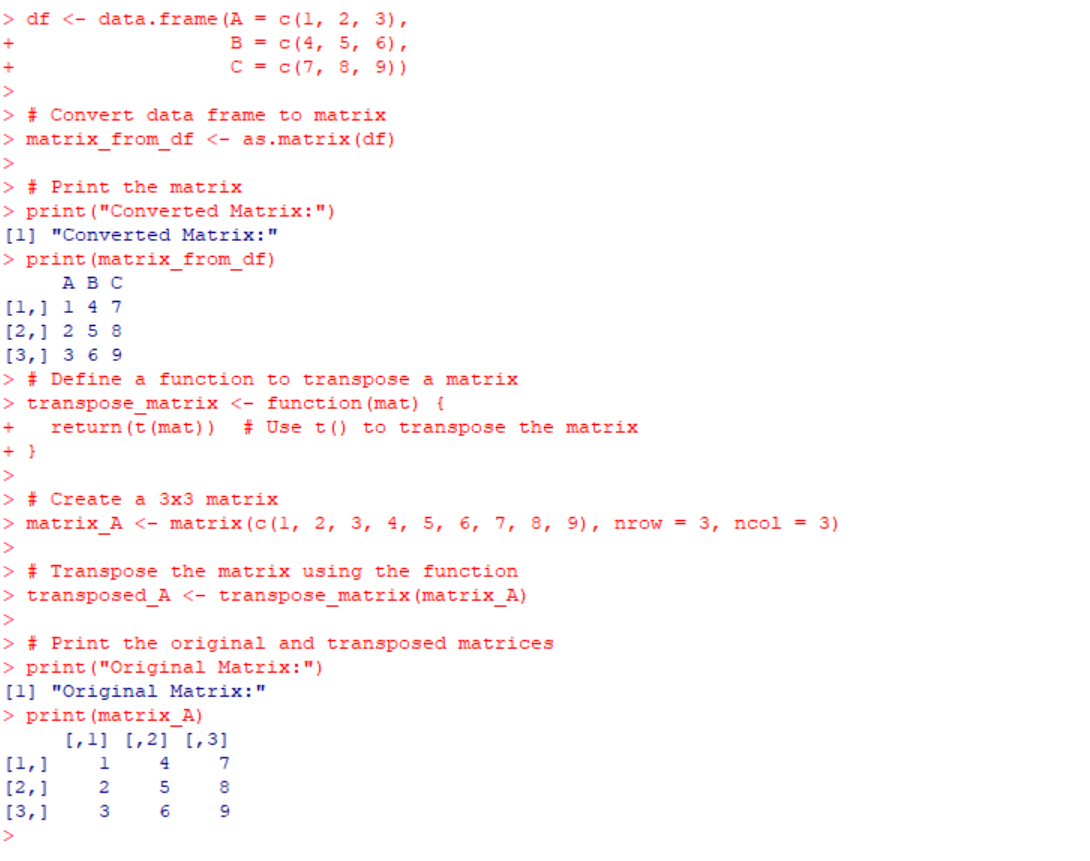 > df <- data.frame(A = c(1, 2, 3),
+                  B = c(4, 5, 6),
+                  C = c(7, 8, 9))
>
> # Convert data frame to matrix
> matrix_from_df <- as.matrix(df)
>
> # Print the matrix
> print("Converted Matrix:")
[1] "Converted Matrix:"
> print(matrix_from_df)
     A B C
[1,] 1 4 7
[2,] 2 5 8
[3,] 3 6 9
> # Define a function to transpose a matrix
> transpose_matrix <- function(mat) {
+   return(t(mat))  # Use t() to transpose the matrix
+ }
>
> # Create a 3x3 matrix
> matrix_A <- matrix(c(1, 2, 3, 4, 5, 6, 7, 8, 9), nrow = 3, ncol = 3)
>
> # Transpose the matrix using the function
> transposed_A <- transpose_matrix(matrix_A)
>
> # Print the original and transposed matrices
> print("Original Matrix:")
[1] "Original Matrix:"
> print(matrix_A)
     [,1] [,2] [,3]
[1,]    1    4    7
[2,]    2    5    8
[3,]    3    6    9
>